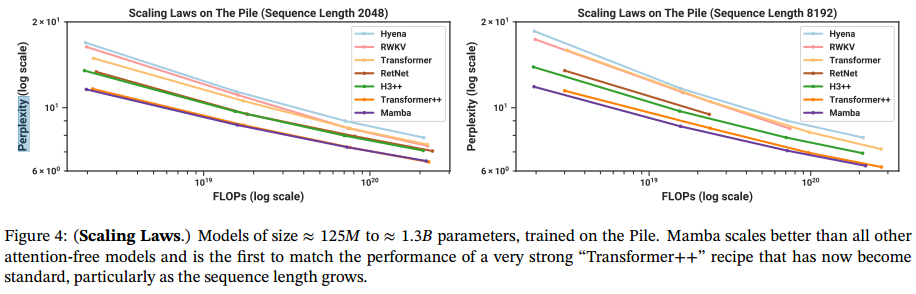 Scaling Laws on The Pile (Sequence Length 2048)
2 × 10¹
10¹
6 × 10⁰
Perplexity (log scale)
Hyena
RWKV
Transformer
RetNet
H3++
Transformer++
Mamba
10¹⁹
10²⁰
FLOPs (log scale)
Scaling Laws on The Pile (Sequence Length 8192)
2 × 10¹
10¹
6 × 10⁰
Perplexity (log scale)
Hyena
RWKV
Transformer
RetNet
H3++
Transformer++
Mamba
10¹⁹
10²⁰
FLOPs (log scale)
Figure 4: (Scaling Laws.) Models of size ≈ 125M to ≈ 1.3B parameters, trained on the Pile. Mamba scales better than all other
attention-free models and is the first to match the performance of a very strong “Transformer++” recipe that has now become
standard, particularly as the sequence length grows.